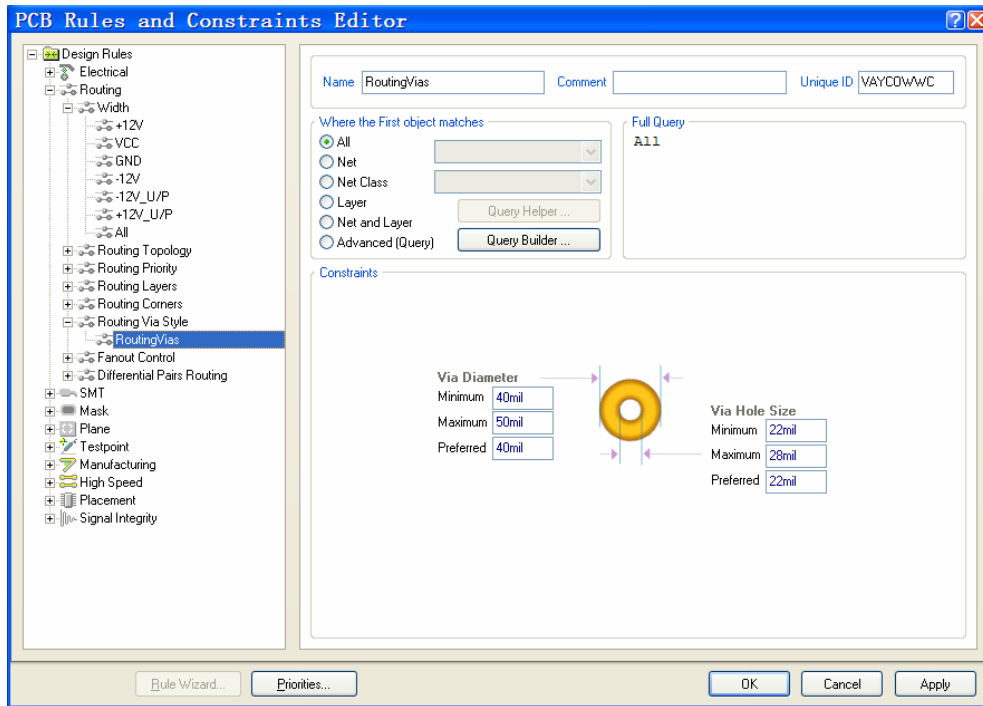 PCB Rules and Constraints Editor
Design Rules
Electrical
Routing
Width
+12V
VCC
GND
-12V
-12V_U/P
+12V_U/P
All
Routing Topology
Routing Priority
Routing Layers
Routing Corners
Routing Via Style
RoutingVias
Fanout Control
Differential Pairs Routing
SMT
Mask
Plane
Testpoint
Manufacturing
High Speed
Placement
Signal Integrity
Name RoutingVias Comment Unique ID VAYCOWWC
Where the First object matches
All
Net
Net Class
Layer
Net and Layer
Advanced (Query)
Query Helper ...
Query Builder ...
Full Query
All
Constraints
Via Diameter
Minimum 40mil
Maximum 50mil
Preferred 40mil
Via Hole Size
Minimum 22mil
Maximum 28mil
Preferred 22mil
Rule Wizard... Priorities... OK Cancel Apply